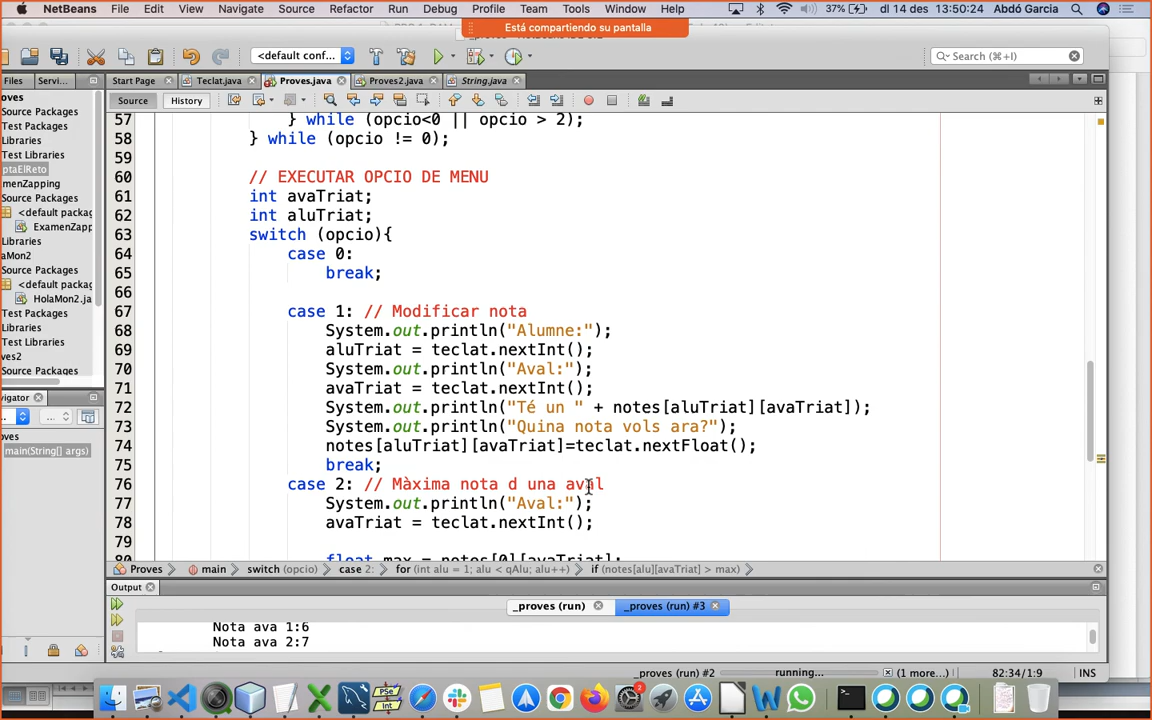 NetBeans File Edit View Navigate Source Refactor Run Debug Profile Team Tools Window Help 37% dl 14 des 13:50:24 Abdó Garcia
Está compartiendo su pantalla
<default conf... Search (⌘+I)
Files Servi... Start Page Teclat.java Proves.java Proves2.java String.java
Source History
oves
Source Packages
Test Packages
Libraries
Test Libraries
ptaElReto
menZapping
Source Packages
<default packag
ExamenZapp
Libraries
aMon2
Source Packages
<default packag
HolaMon2.ja
Test Packages
Libraries
Test Libraries
ves2
Source Packages
vigator
oves
main(String[] args)
57 } while (opcio<0 || opcio > 2);
58 } while (opcio != 0);
59
60 // EXECUTAR OPCIO DE MENU
61 int avaTriat;
62 int aluTriat;
63 switch (opcio){
64 case 0:
65 break;
66
67 case 1: // Modificar nota
68 System.out.println("Alumne:");
69 aluTriat = teclat.nextInt();
70 System.out.println("Aval:");
71 avaTriat = teclat.nextInt();
72 System.out.println("Té un " + notes[aluTriat][avaTriat]);
73 System.out.println("Quina nota vols ara?");
74 notes[aluTriat][avaTriat]=teclat.nextFloat();
75 break;
76 case 2: // Màxima nota d una aval
77 System.out.println("Aval:");
78 avaTriat = teclat.nextInt();
80 float max = notes[0][avaTriat];
Proves main switch (opcio) case 2: for (int alu = 1; alu < qAlu; alu++) if (notes[alu][avaTriat] > max)
Output
_proves (run) _proves (run) #3
Nota ava 1:6
Nota ava 2:7
_proves (run) #2 running... (1 more...) 82:34/1:9 INS